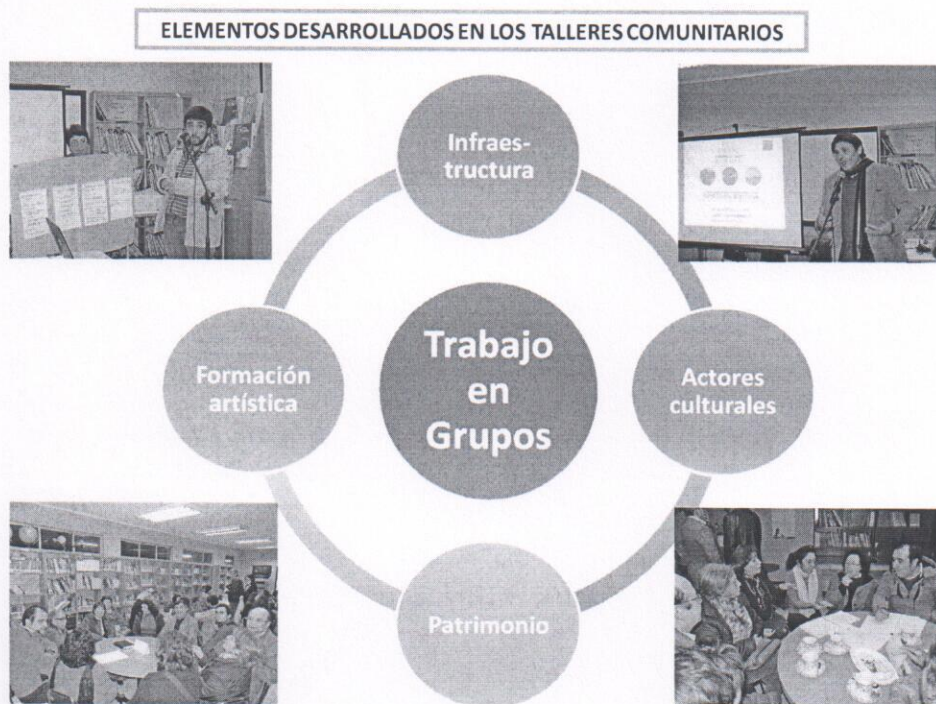 ELEMENTOS DESARROLLADOS EN LOS TALLERES COMUNITARIOS
Infraes-
tructura
Trabajo
en
Grupos
Formación
artística
Actores
culturales
Patrimonio